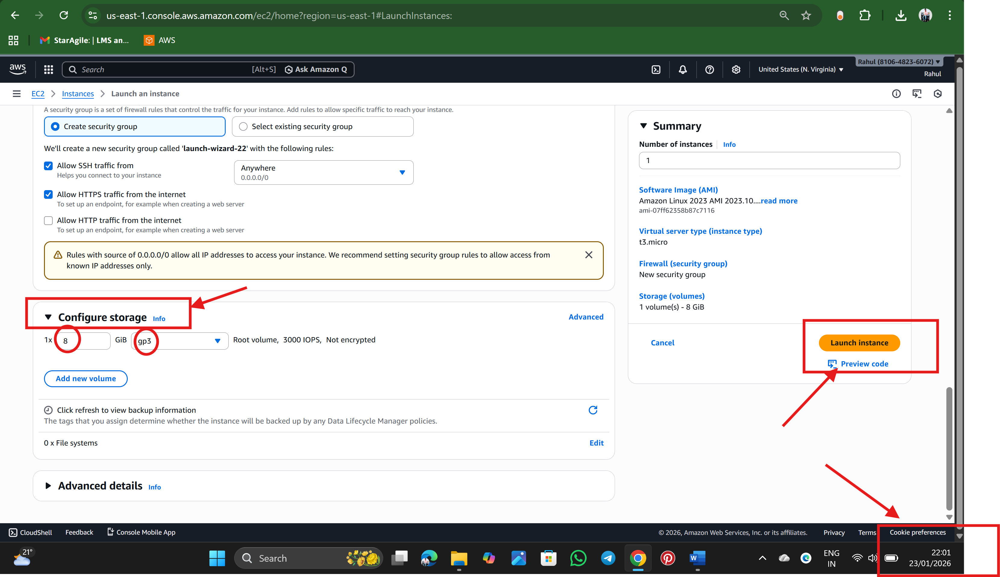 us-east-1.console.aws.amazon.com/ec2/home?region=us-east-1#LaunchInstances:
StarAgile: | LMS an...
AWS
aws
Search
[Alt+S]
Ask Amazon Q
United States (N. Virginia)
Rahul (8106-4823-6072)
Rahul
EC2
Instances
Launch an instance
A security group is a set of firewall rules that control the traffic for your instance. Add rules to allow specific traffic to reach your instance.
Create security group
Select existing security group
We'll create a new security group called 'launch-wizard-22' with the following rules:
Allow SSH traffic from
Helps you connect to your instance
Anywhere
0.0.0.0/0
Allow HTTPS traffic from the internet
To set up an endpoint, for example when creating a web server
Allow HTTP traffic from the internet
To set up an endpoint, for example when creating a web server
Rules with source of 0.0.0.0/0 allow all IP addresses to access your instance. We recommend setting security group rules to allow access from
known IP addresses only.
Configure storage Info
Advanced
1x 8 GiB gp3 Root volume, 3000 IOPS, Not encrypted
Add new volume
Click refresh to view backup information
The tags that you assign determine whether the instance will be backed up by any Data Lifecycle Manager policies.
0 x File systems
Edit
Advanced details Info
Summary
Number of instances Info
1
Software Image (AMI)
Amazon Linux 2023 AMI 2023.10....read more
ami-07ff62358b87c7116
Virtual server type (instance type)
t3.micro
Firewall (security group)
New security group
Storage (volumes)
1 volume(s) - 8 GiB
Cancel
Launch instance
Preview code
CloudShell
Feedback
Console Mobile App
© 2026, Amazon Web Services, Inc. or its affiliates.
Privacy
Terms
Cookie preferences
21°
Search
W
ENG
IN
22:01
23/01/2026